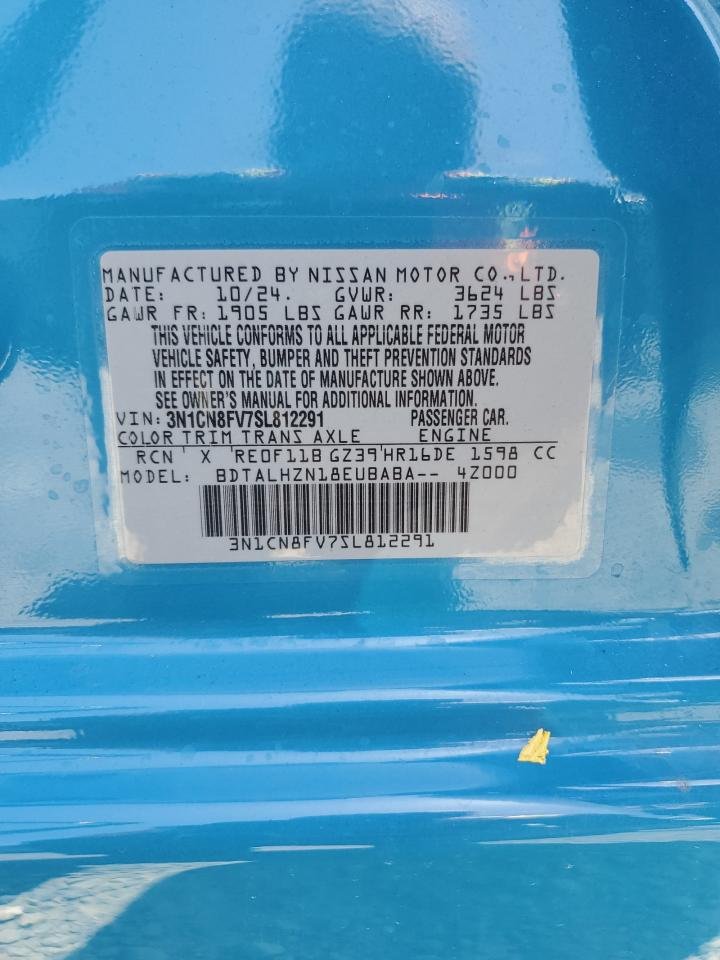 MANUFACTURED BY NISSAN MOTOR CO., LTD.
DATE: 10/24. GVWR: 3624 LBS
GAWR FR: 1905 LBS GAWR RR: 1735 LBS
THIS VEHICLE CONFORMS TO ALL APPLICABLE FEDERAL MOTOR
VEHICLE SAFETY, BUMPER AND THEFT PREVENTION STANDARDS
IN EFFECT ON THE DATE OF MANUFACTURE SHOWN ABOVE.
SEE OWNER'S MANUAL FOR ADDITIONAL INFORMATION.
VIN: 3N1CN8FV7SL812291 PASSENGER CAR.
COLOR TRIM TRANS AXLE ENGINE
RCN ' X ' RE0F11B GZ39'HR16DE 1598 CC
MODEL: BDTALHZN18EUBABA-- 4Z000
3N1CN8FV7SL812291